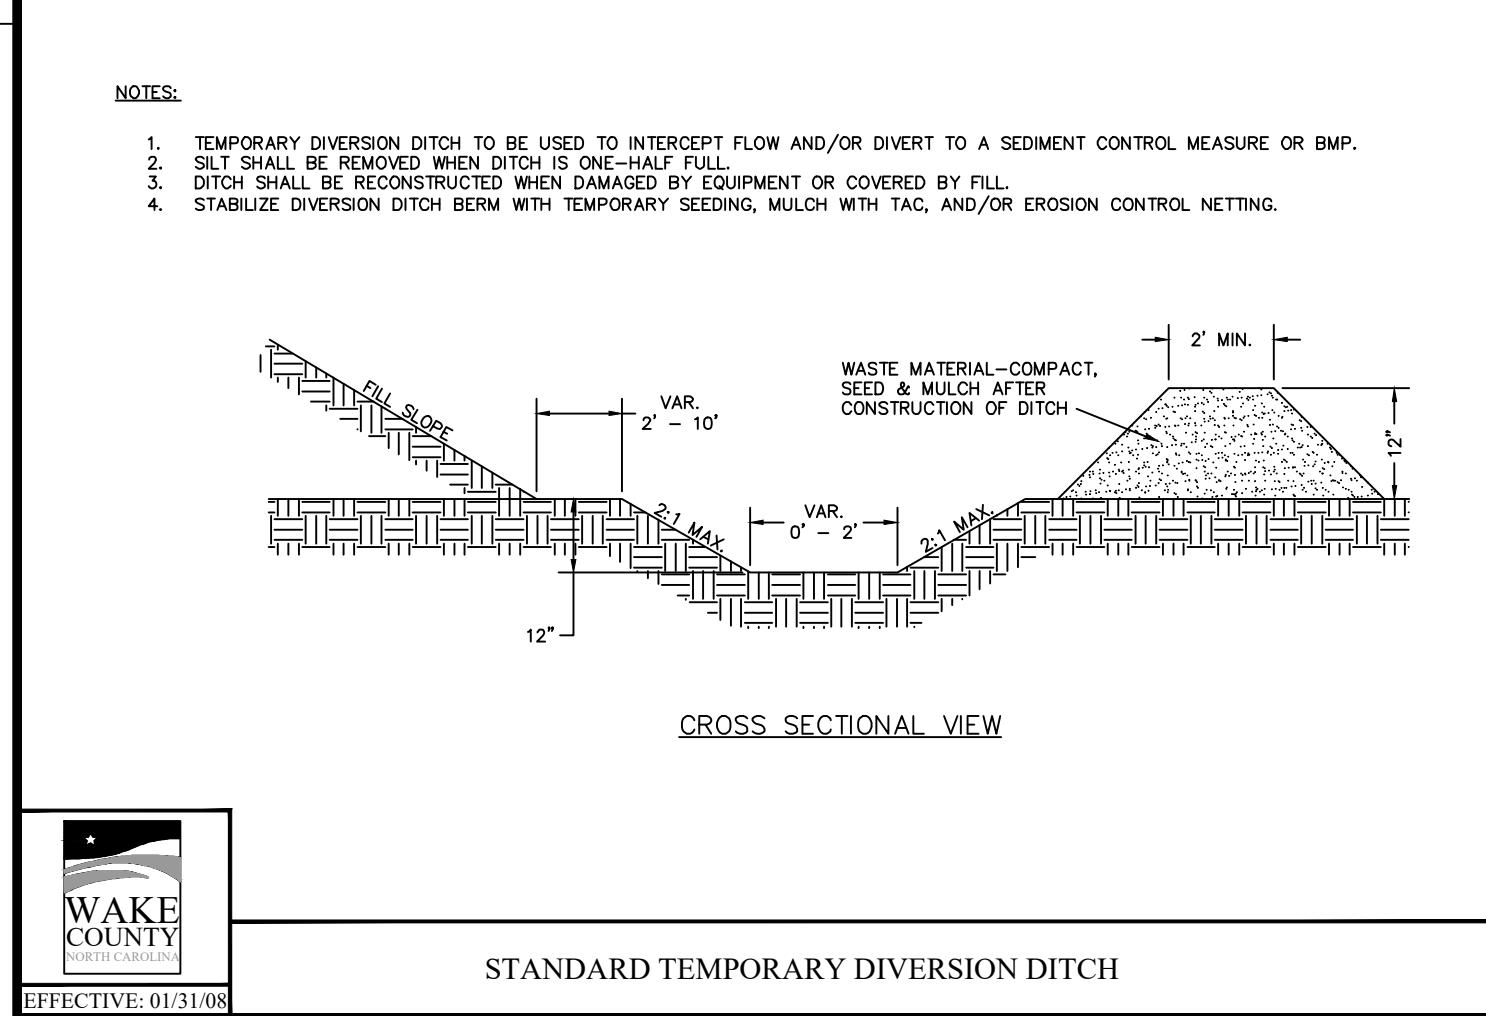 NOTES:
1. TEMPORARY DIVERSION DITCH TO BE USED TO INTERCEPT FLOW AND/OR DIVERT TO A SEDIMENT CONTROL MEASURE OR BMP.
2. SILT SHALL BE REMOVED WHEN DITCH IS ONE-HALF FULL.
3. DITCH SHALL BE RECONSTRUCTED WHEN DAMAGED BY EQUIPMENT OR COVERED BY FILL.
4. STABILIZE DIVERSION DITCH BERM WITH TEMPORARY SEEDING, MULCH WITH TAC, AND/OR EROSION CONTROL NETTING.
FILL SLOPE
VAR.
2' - 10'
WASTE MATERIAL-COMPACT,
SEED & MULCH AFTER
CONSTRUCTION OF DITCH
2' MIN.
12"
2:1 MAX.
VAR.
0' - 2'
2:1 MAX.
12"
CROSS SECTIONAL VIEW
WAKE
COUNTY
NORTH CAROLINA
EFFECTIVE: 01/31/08
STANDARD TEMPORARY DIVERSION DITCH